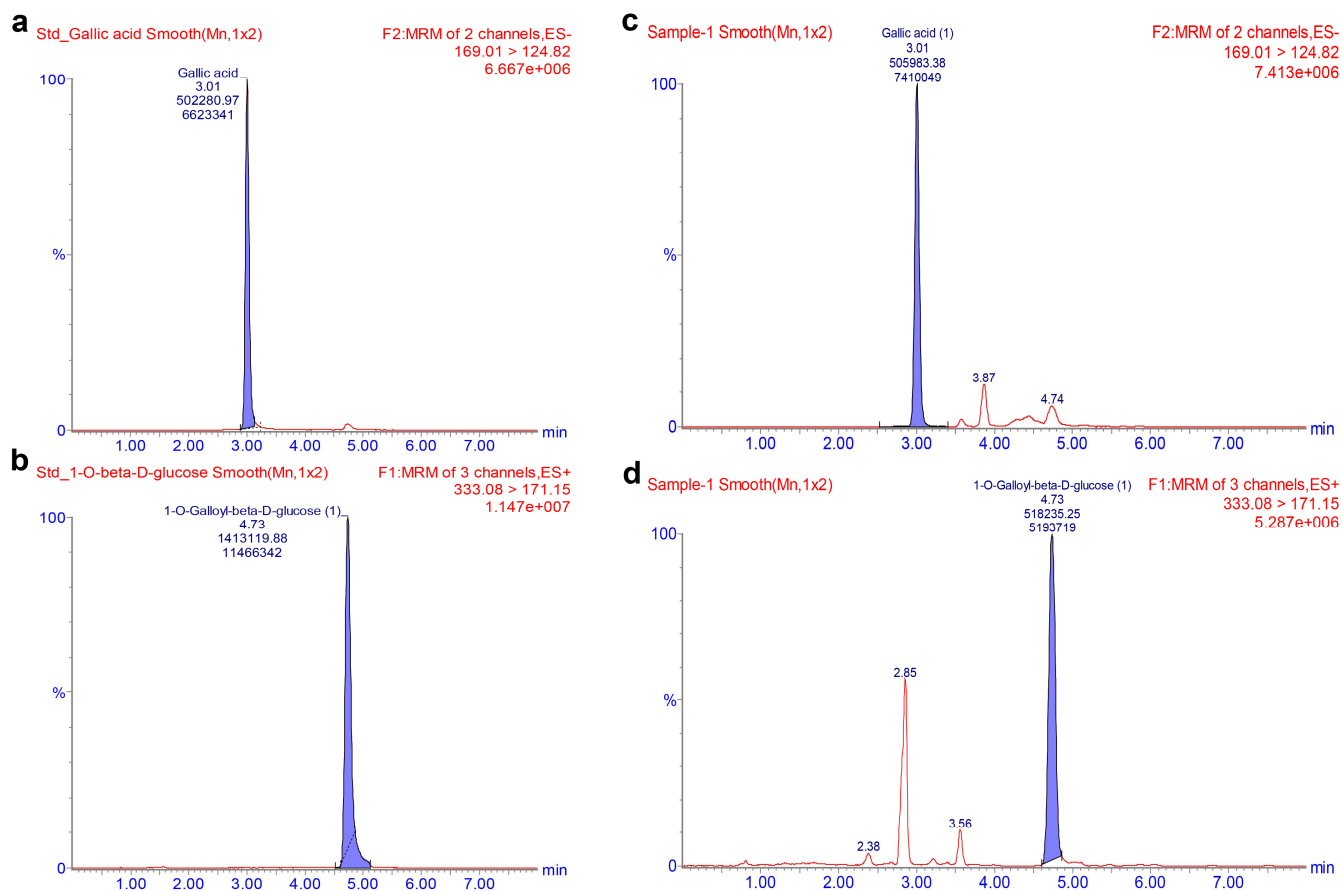 a
Std_Gallic acid Smooth(Mn,1x2)
F2:MRM of 2 channels,ES-
169.01 > 124.82
6.667e+006
Gallic acid
3.01
502280.97
6623341
100
%
0
1.00 2.00 3.00 4.00 5.00 6.00 7.00 min
b
Std_1-O-beta-D-glucose Smooth(Mn,1x2)
F1:MRM of 3 channels,ES+
333.08 > 171.15
1.147e+007
1-O-Galloyl-beta-D-glucose (1)
4.73
1413119.88
11466342
100
%
0
1.00 2.00 3.00 4.00 5.00 6.00 7.00 min
c
Sample-1 Smooth(Mn,1x2)
F2:MRM of 2 channels,ES-
169.01 > 124.82
7.413e+006
Gallic acid (1)
3.01
505983.38
7410049
100
%
0
3.87
4.74
1.00 2.00 3.00 4.00 5.00 6.00 7.00 min
d
Sample-1 Smooth(Mn,1x2)
F1:MRM of 3 channels,ES+
333.08 > 171.15
5.287e+006
1-O-Galloyl-beta-D-glucose (1)
4.73
518235.25
5193719
100
%
0
2.38
2.85
3.56
1.00 2.00 3.00 4.00 5.00 6.00 7.00 min